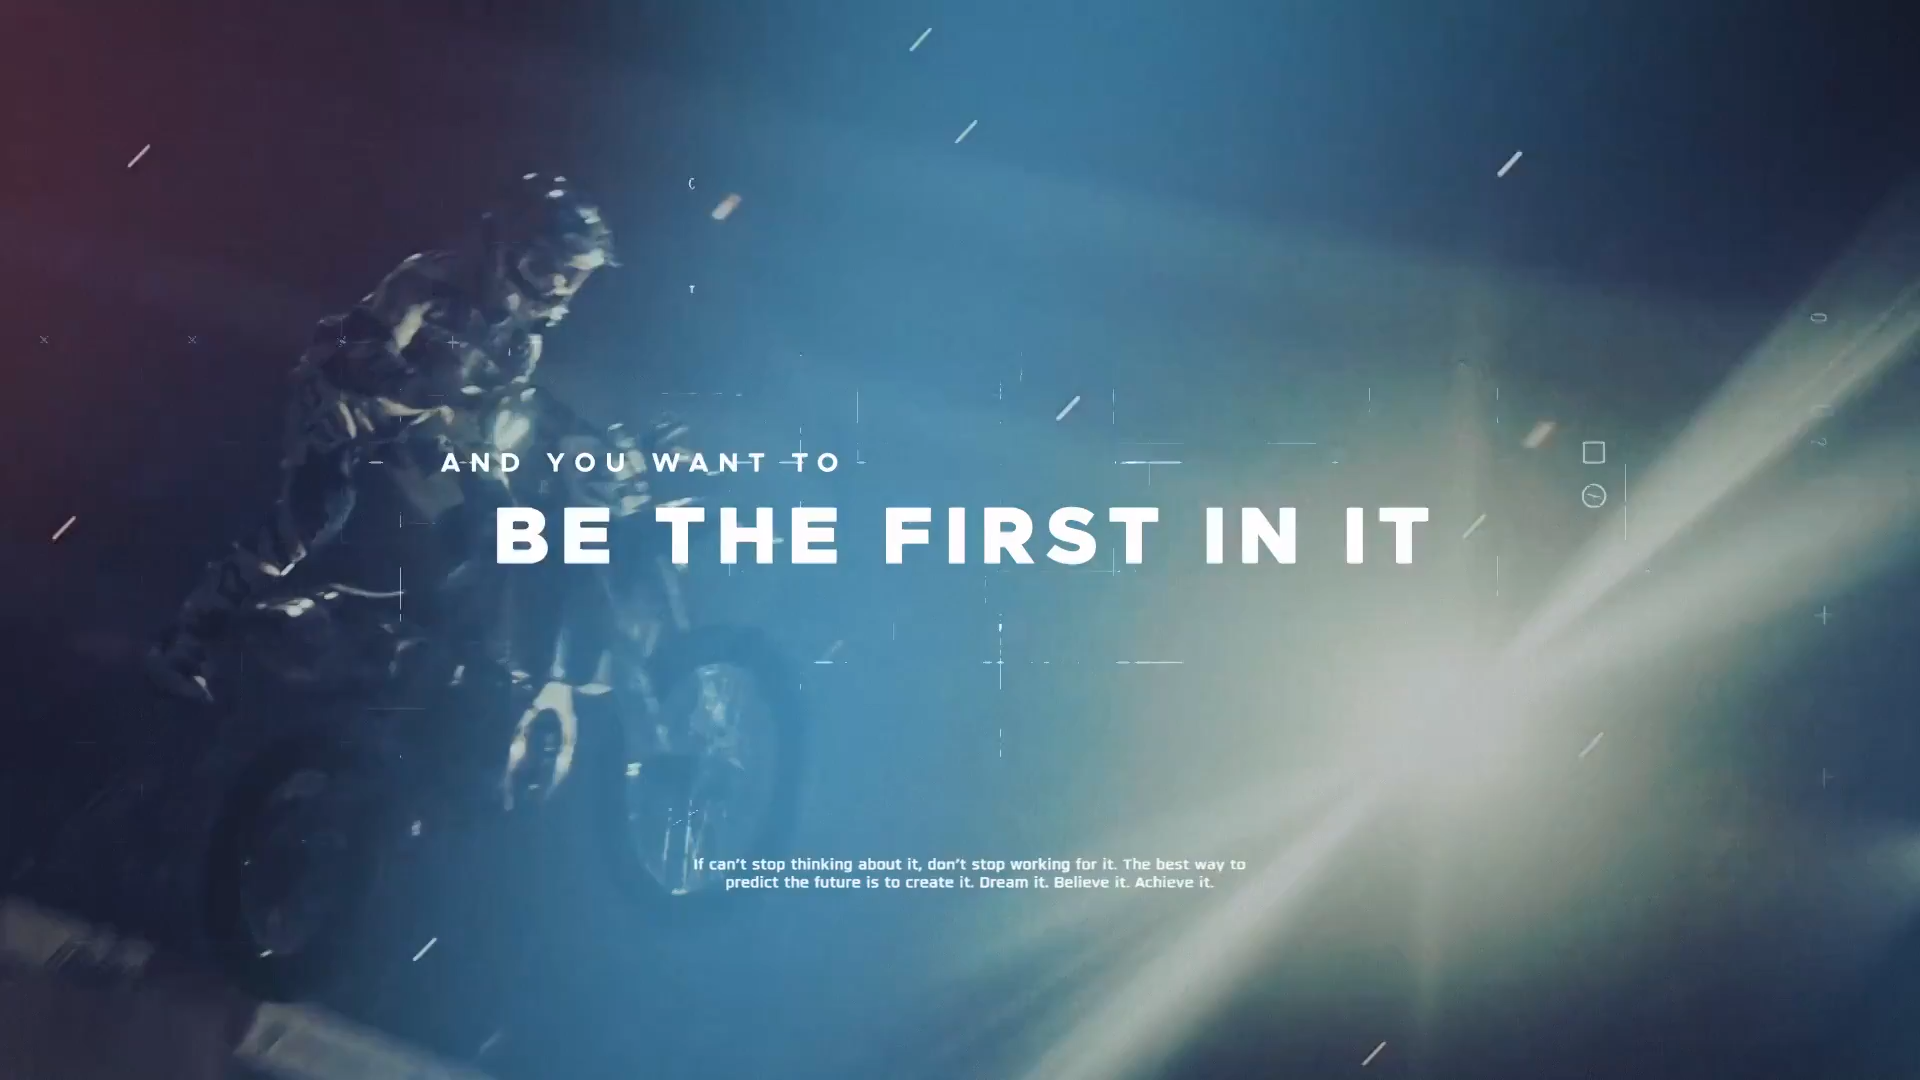 AND YOU WANT TO
BE THE FIRST IN IT
If can't stop thinking about it, don't stop working for it. The best way to
predict the future is to create it. Dream it. Believe it. Achieve it.